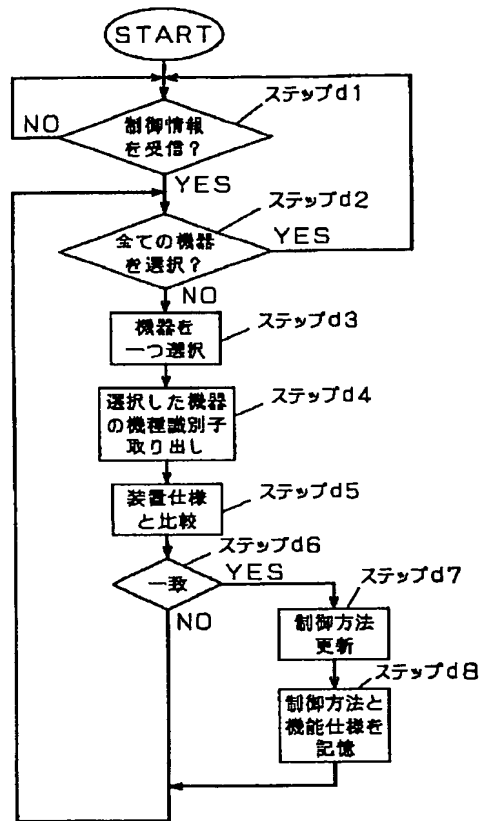 START
ステップd1
NO
制御情報
を受信?
YES
ステップd2
全ての機器
を選択?
YES
NO
機器を
一つ選択
ステップd3
選択した機器
の機種識別子
取り出し
ステップd4
装置仕様
と比較
ステップd5
ステップd6
一致
YES
NO
ステップd7
制御方法
更新
ステップd8
制御方法と
機能仕様を
記憶